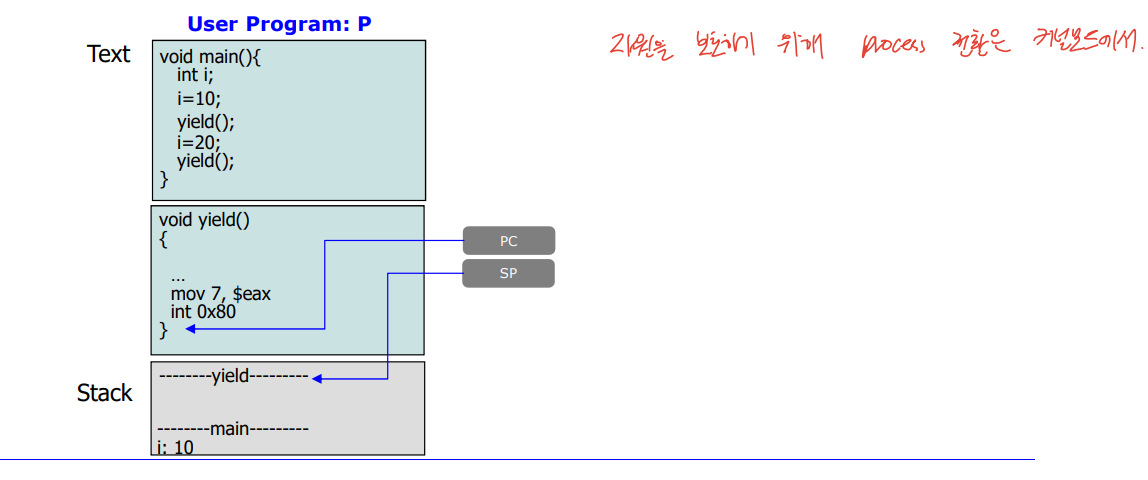 User Program: P
자원을 보호하기 위해 process 전환은 커널모드에서.
Text
void main(){
int i;
i=10;
yield();
i=20;
yield();
}
void yield()
{
...
mov 7, $eax
int 0x80
}
PC
SP
Stack
--------yield---------
--------main---------
i: 10